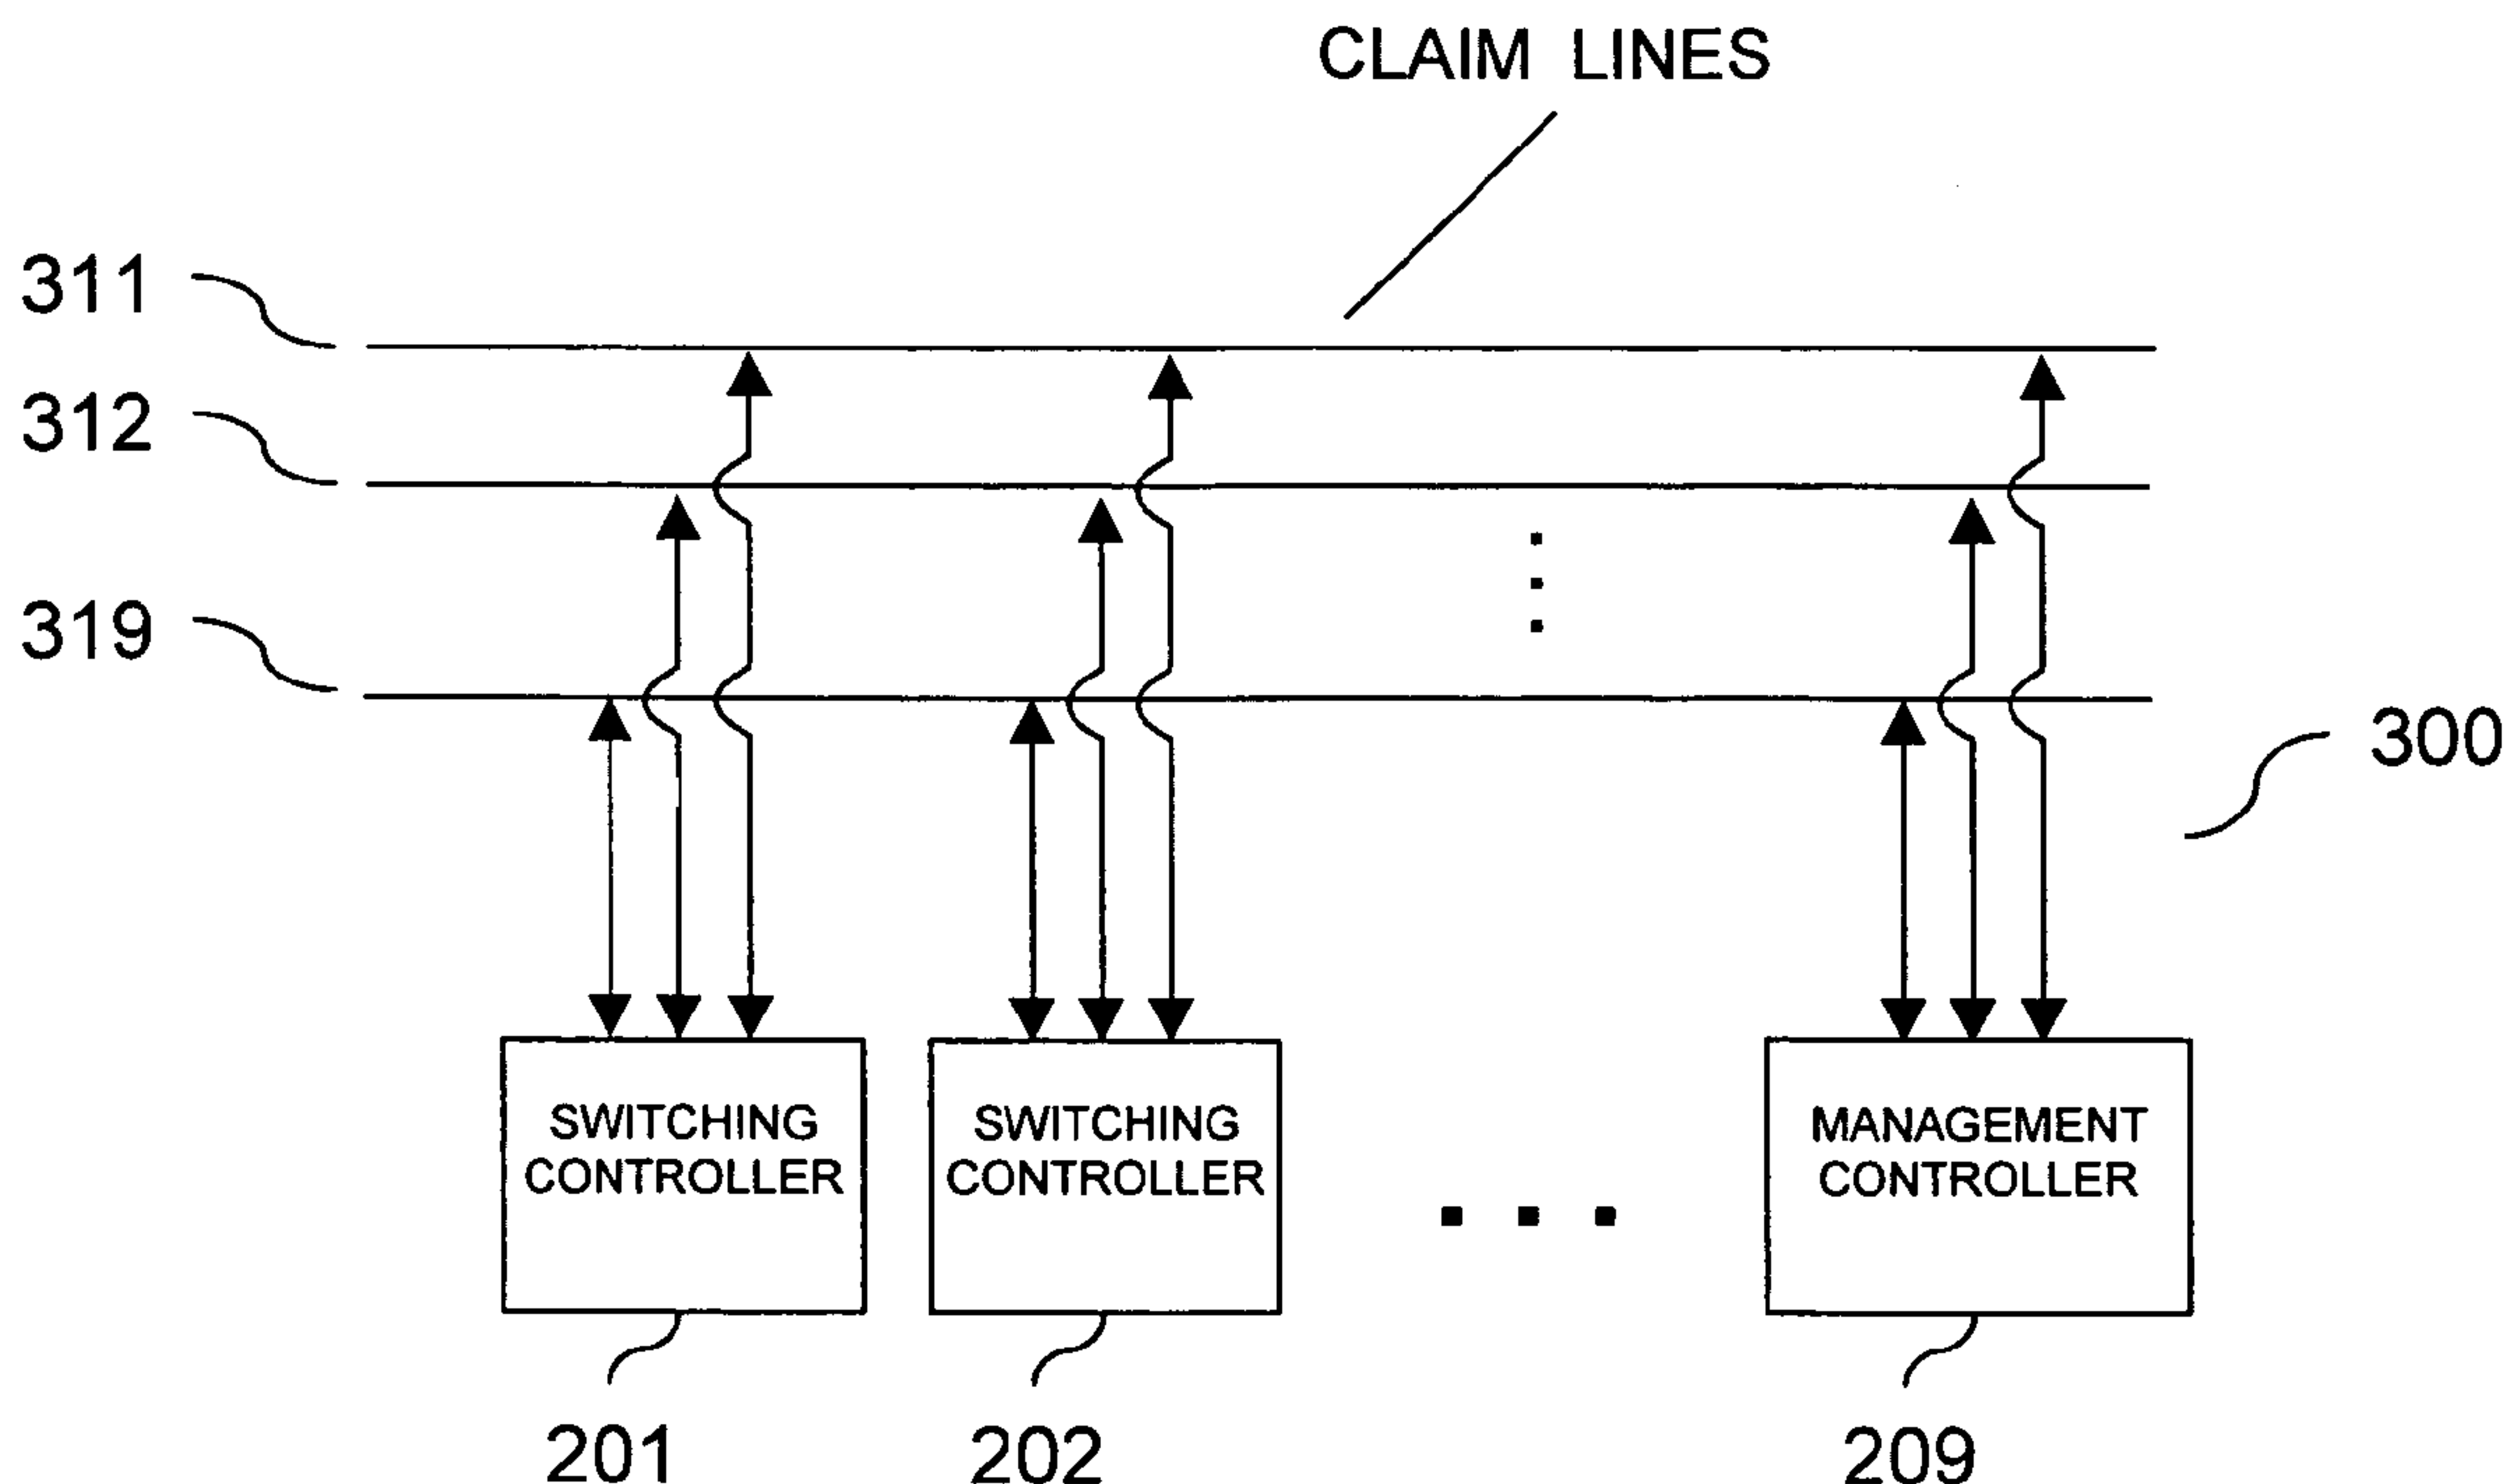 CLAIM LINES
311
312
319
300
SWITCHING
CONTROLLER
SWITCHING
CONTROLLER
MANAGEMENT
CONTROLLER
201
202
209